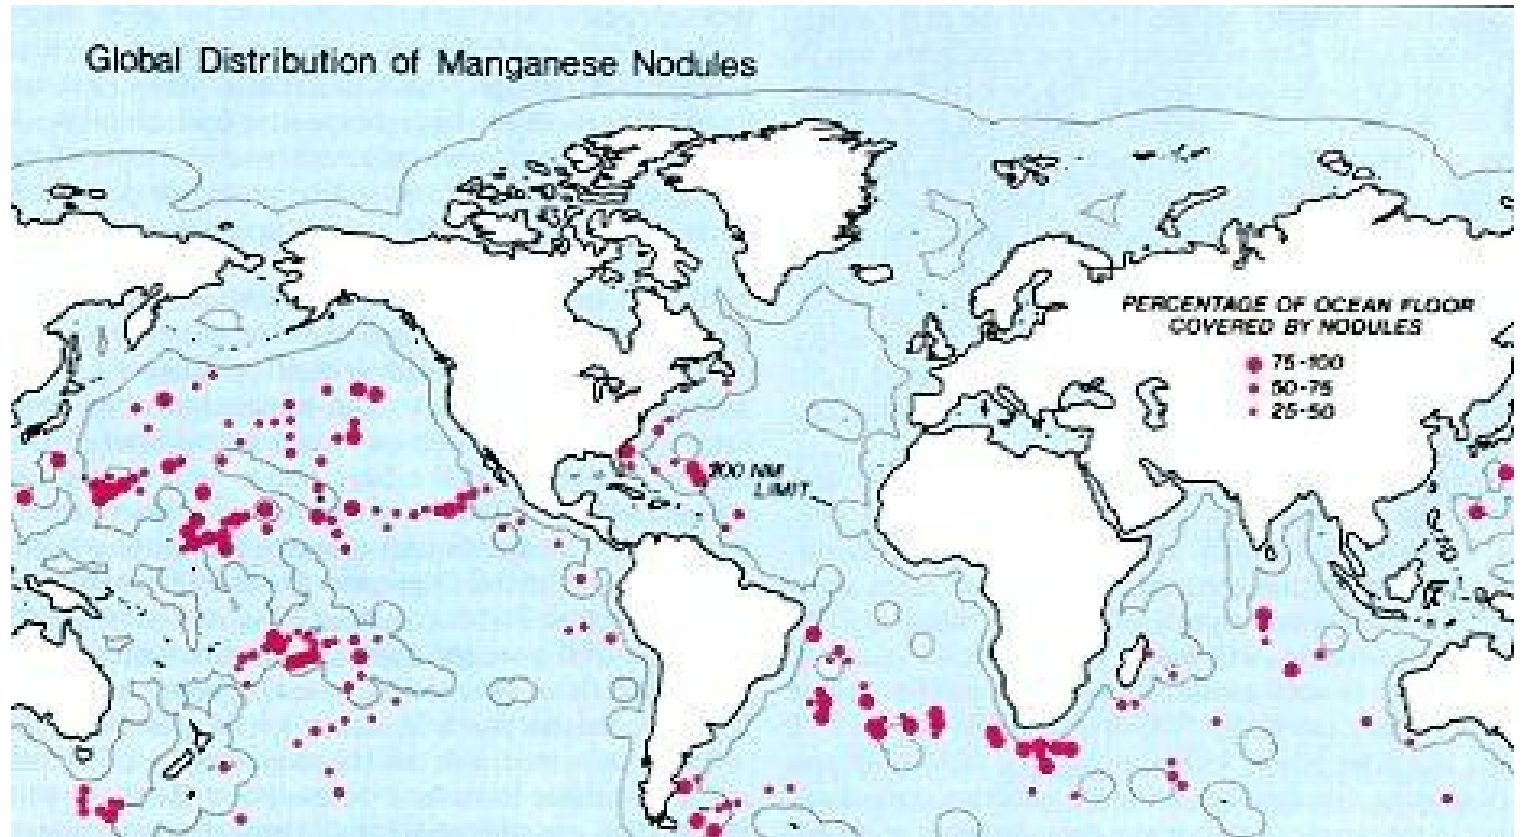 Global Distribution of Manganese Nodules
PERCENTAGE OF OCEAN FLOOR
COVERED BY NODULES
75-100
50-75
25-50
200 NM
LIMIT